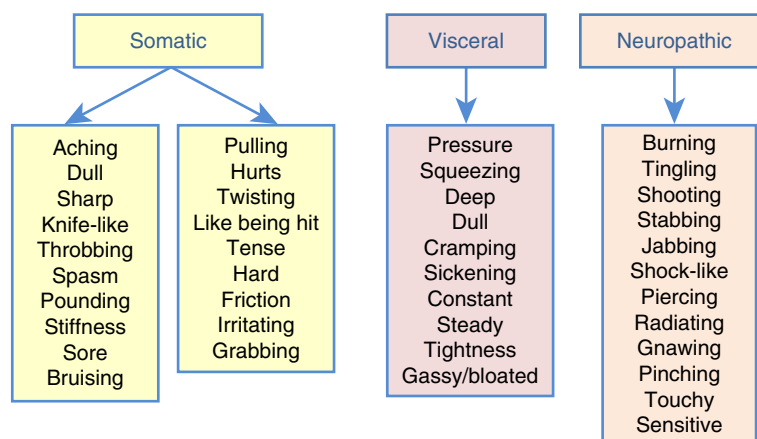 Somatic
Visceral
Neuropathic
Aching
Dull
Sharp
Knife-like
Throbbing
Spasm
Pounding
Stiffness
Sore
Bruising
Pulling
Hurts
Twisting
Like being hit
Tense
Hard
Friction
Irritating
Grabbing
Pressure
Squeezing
Deep
Dull
Cramping
Sickening
Constant
Steady
Tightness
Gassy/bloated
Burning
Tingling
Shooting
Stabbing
Jabbing
Shock-like
Piercing
Radiating
Gnawing
Pinching
Touchy
Sensitive